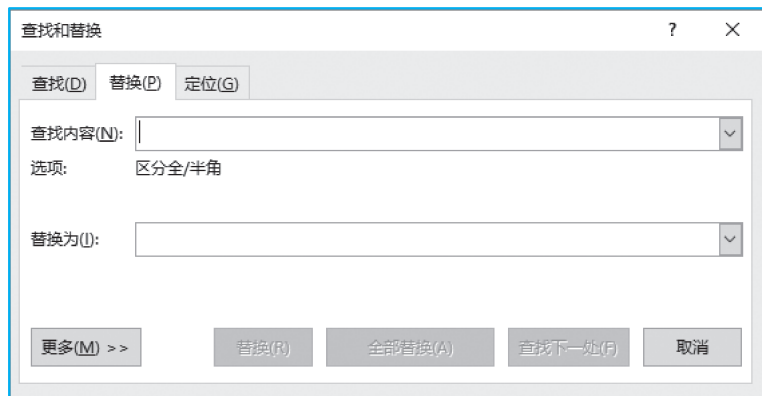 查找和替换 ? ×
查找(D) 替换(P) 定位(G)
查找内容(N):
选项: 区分全/半角
替换为(I):
更多(M) >> 替换(R) 全部替换(A) 查找下一处(F) 取消